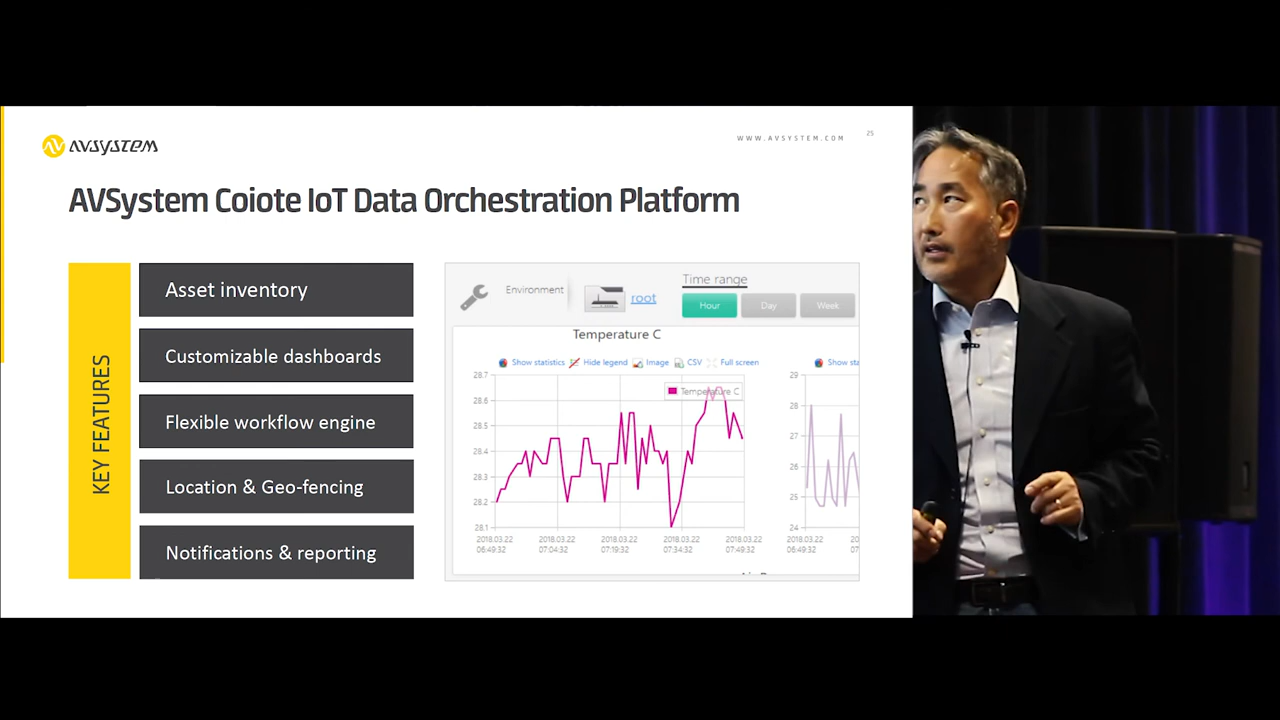 AVSYSTEM
WWW.AVSYSTEM.COM
25
AVSystem Coiote IoT Data Orchestration Platform
KEY FEATURES
Asset inventory
Customizable dashboards
Flexible workflow engine
Location & Geo-fencing
Notifications & reporting
Environment
root
Time range
Hour
Day
Week
Temperature C
Show statistics
Hide legend
Image
CSV
Full screen
Temperature C
28.7
28.6
28.5
28.4
28.3
28.2
28.1
2018.03.22 06:49:32
2018.03.22 07:04:32
2018.03.22 07:19:32
2018.03.22 07:34:32
2018.03.22 07:49:32
Show sta
29
28
27
26
25
24
2018.03.22 06:49:32
20
07